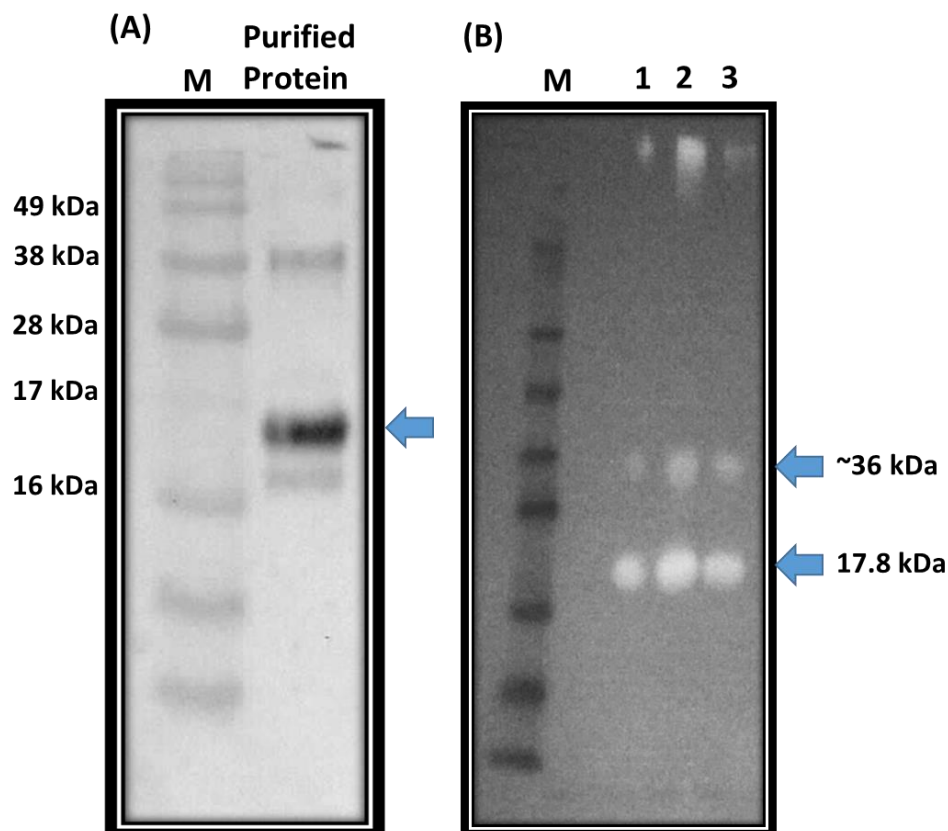 (A)
Purified
Protein
M
49 kDa
38 kDa
28 kDa
17 kDa
16 kDa
(B)
M 1 2 3
~36 kDa
17.8 kDa